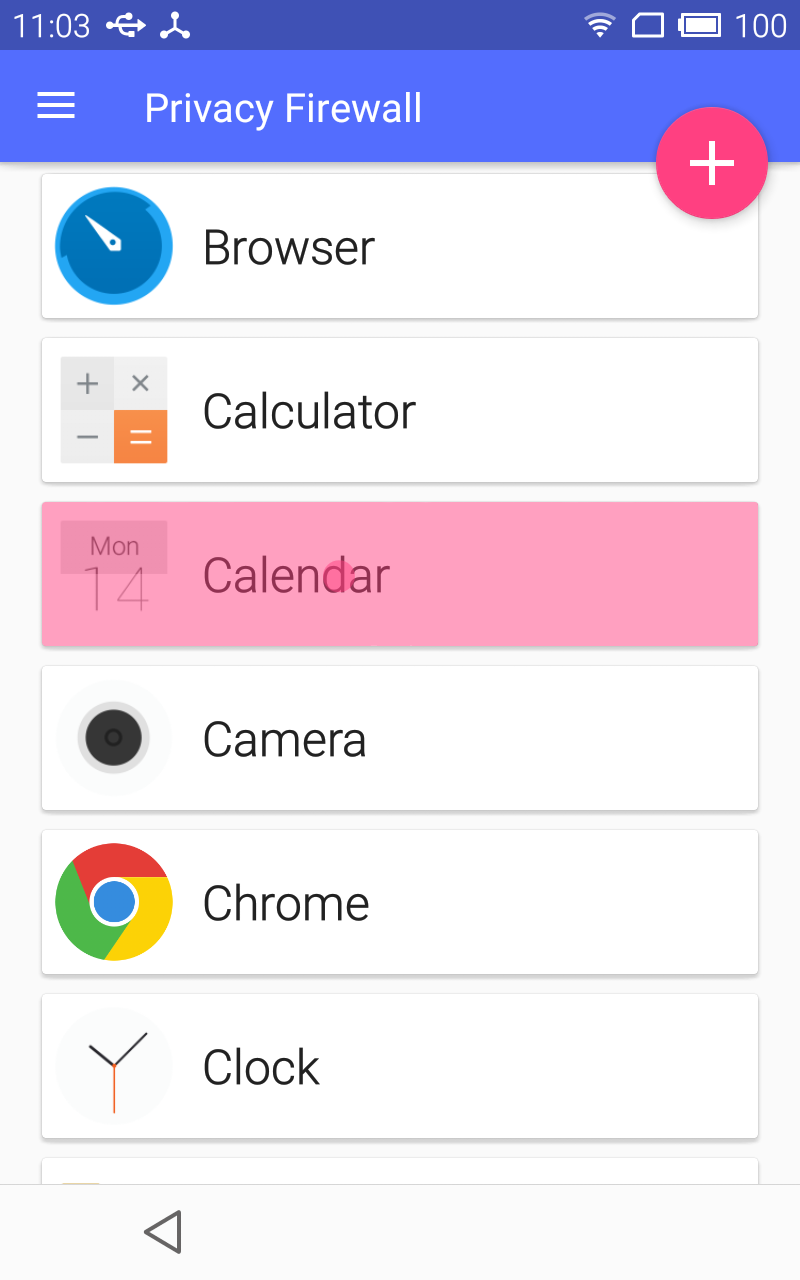 11:03 100
Privacy Firewall
Browser
Calculator
Mon
14
Calendar
Camera
Chrome
Clock